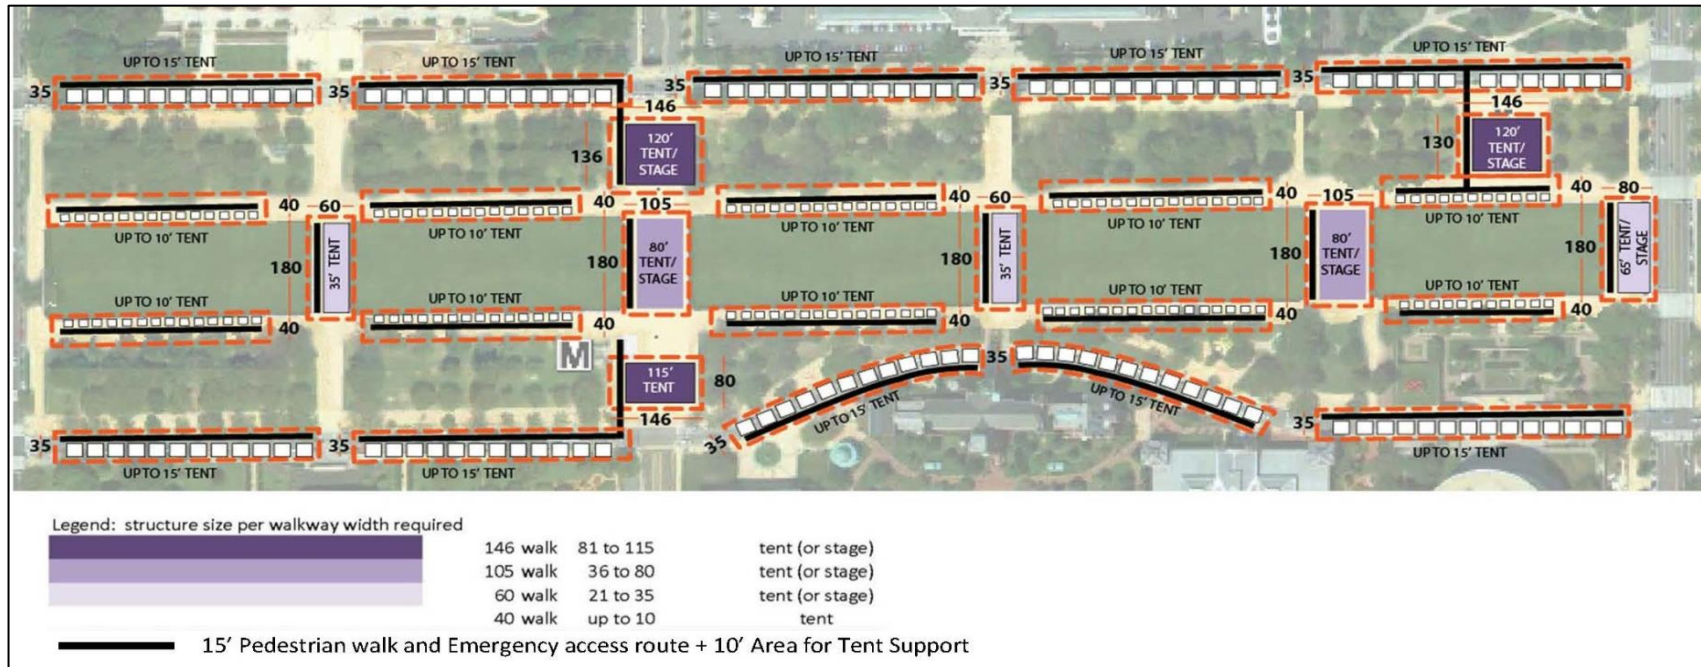 UP TO 15' TENT
UP TO 15' TENT
UP TO 15' TENT
UP TO 15' TENT
UP TO 15' TENT
35
35
35
35
35
146
146
136
120'
TENT/
STAGE
130
120'
TENT/
STAGE
40
60
40
105
40
60
40
105
40
80
UP TO 10' TENT
UP TO 10' TENT
UP TO 10' TENT
UP TO 10' TENT
UP TO 10' TENT
180
35' TENT
180
80'
TENT/
STAGE
180
35' TENT
180
80'
TENT/
STAGE
180
65' TENT/
STAGE
UP TO 10' TENT
UP TO 10' TENT
UP TO 10' TENT
UP TO 10' TENT
UP TO 10' TENT
40
40
40
40
40
M
115'
TENT
80
146
35
35
UP TO 15' TENT
UP TO 15' TENT
35
35
35
35
UP TO 15' TENT
UP TO 15' TENT
UP TO 15' TENT
Legend: structure size per walkway width required
146 walk 81 to 115 tent (or stage)
105 walk 36 to 80 tent (or stage)
60 walk 21 to 35 tent (or stage)
40 walk up to 10 tent
15' Pedestrian walk and Emergency access route + 10' Area for Tent Support